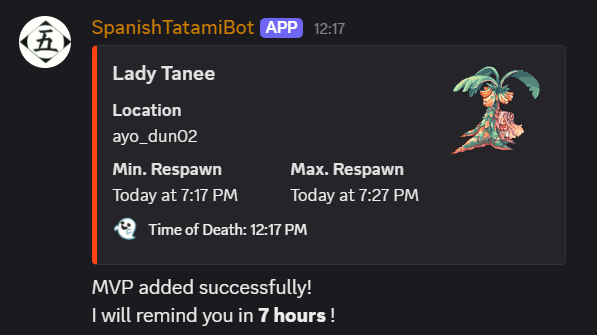 五
SpanishTatamiBot APP 12:17
Lady Tanee
Location
ayo_dun02
Min. Respawn Max. Respawn
Today at 7:17 PM Today at 7:27 PM
Time of Death: 12:17 PM
MVP added successfully!
I will remind you in 7 hours !